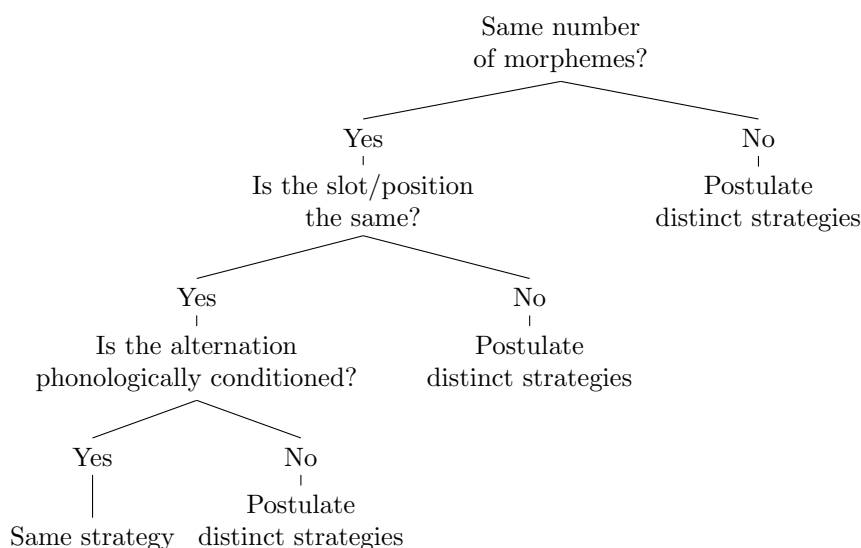 Same number
of morphemes?
Yes
No
Is the slot/position
the same?
Postulate
distinct strategies
Yes
No
Is the alternation
phonologically conditioned?
Postulate
distinct strategies
Yes
No
Postulate
Same strategy
distinct strategies